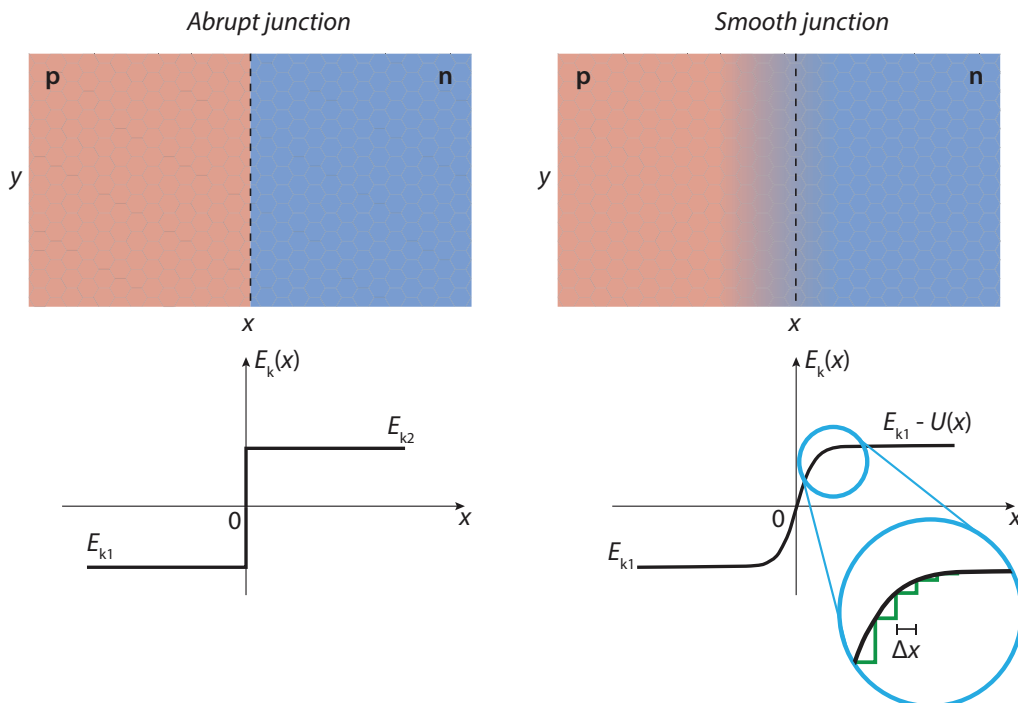 Abrupt junction
Smooth junction
p
n
p
n
y
y
x
x
E_k(x)
E_k(x)
E_k2
E_k1 - U(x)
0
x
0
x
E_k1
E_k1
Δx